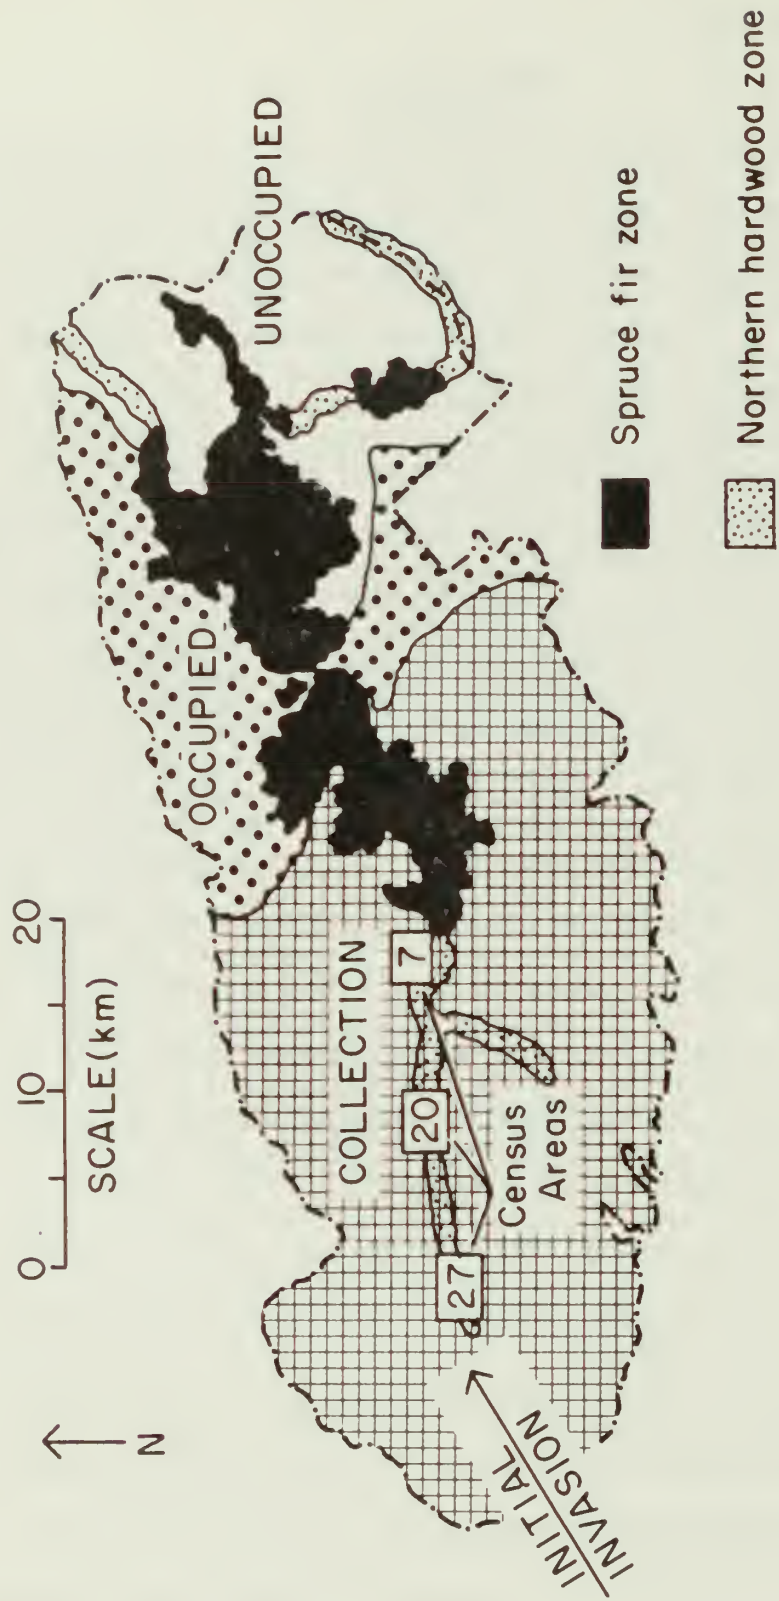 0 10 20
SCALE(km)
N
OCCUPIED
UNOCCUPIED
COLLECTION
7
20
27
Census
Areas
INITIAL
INVASION
Spruce fir zone
Northern hardwood zone